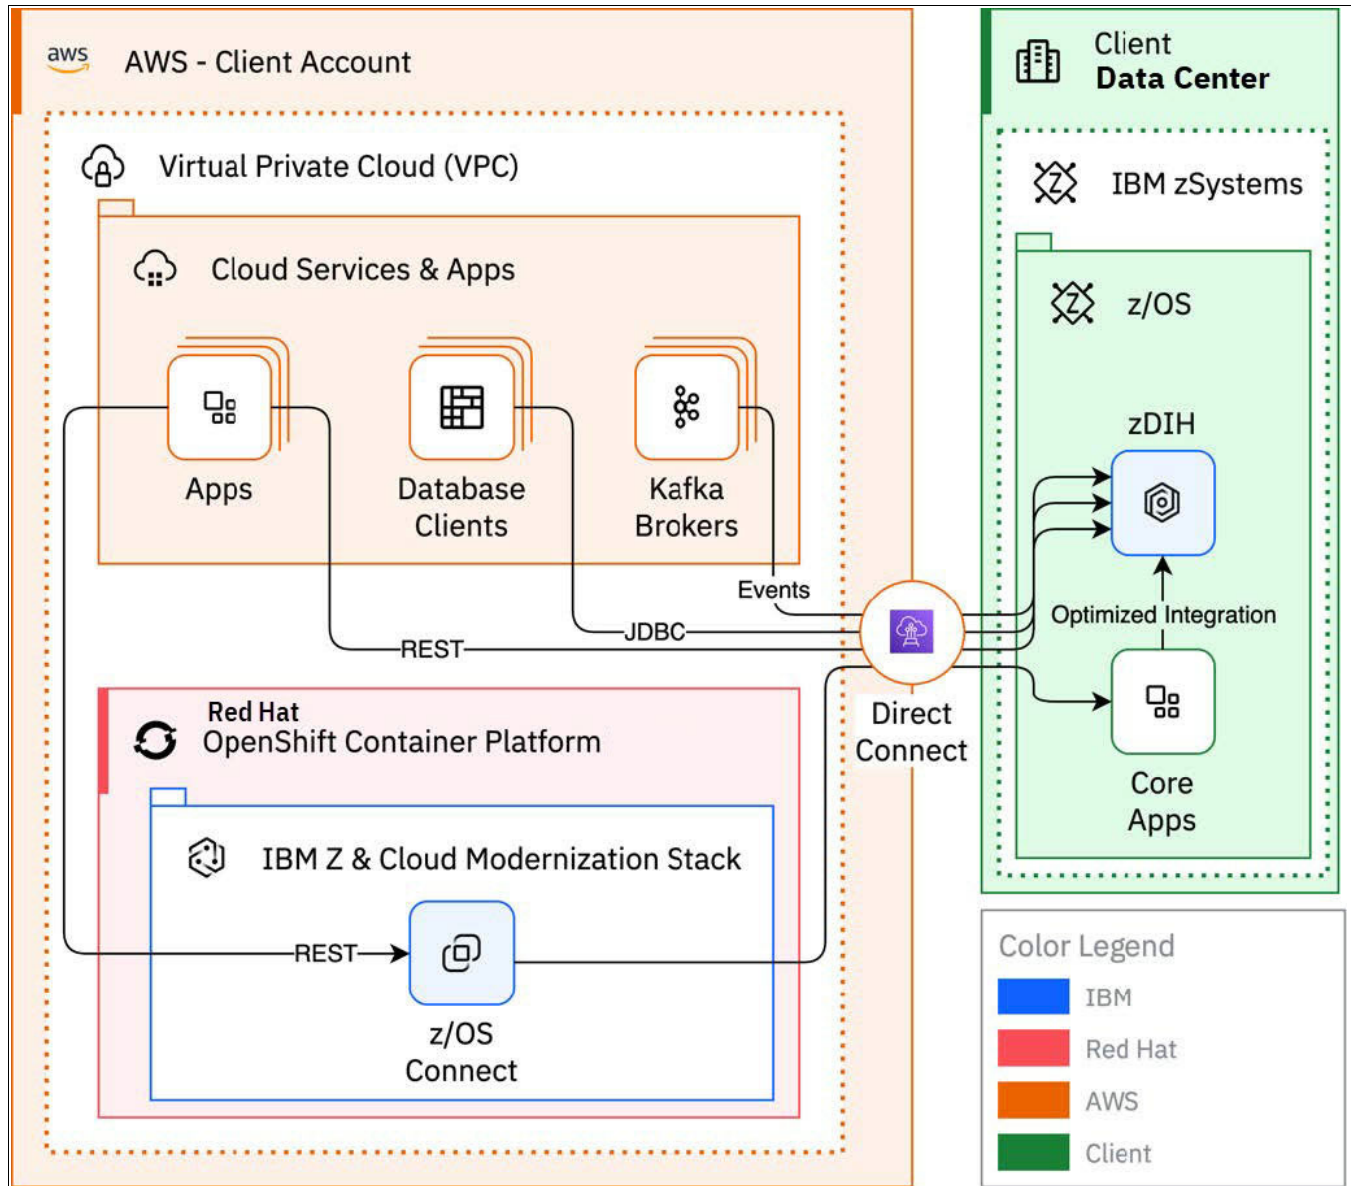 aws
AWS - Client Account
Virtual Private Cloud (VPC)
Cloud Services & Apps
Apps
Database
Clients
Kafka
Brokers
Events
JDBC
REST
Direct
Connect
Red Hat
OpenShift Container Platform
IBM Z & Cloud Modernization Stack
REST
z/OS
Connect
Client
Data Center
Z
IBM zSystems
Z
z/OS
zDIH
Optimized Integration
Core
Apps
Color Legend
IBM
Red Hat
AWS
Client